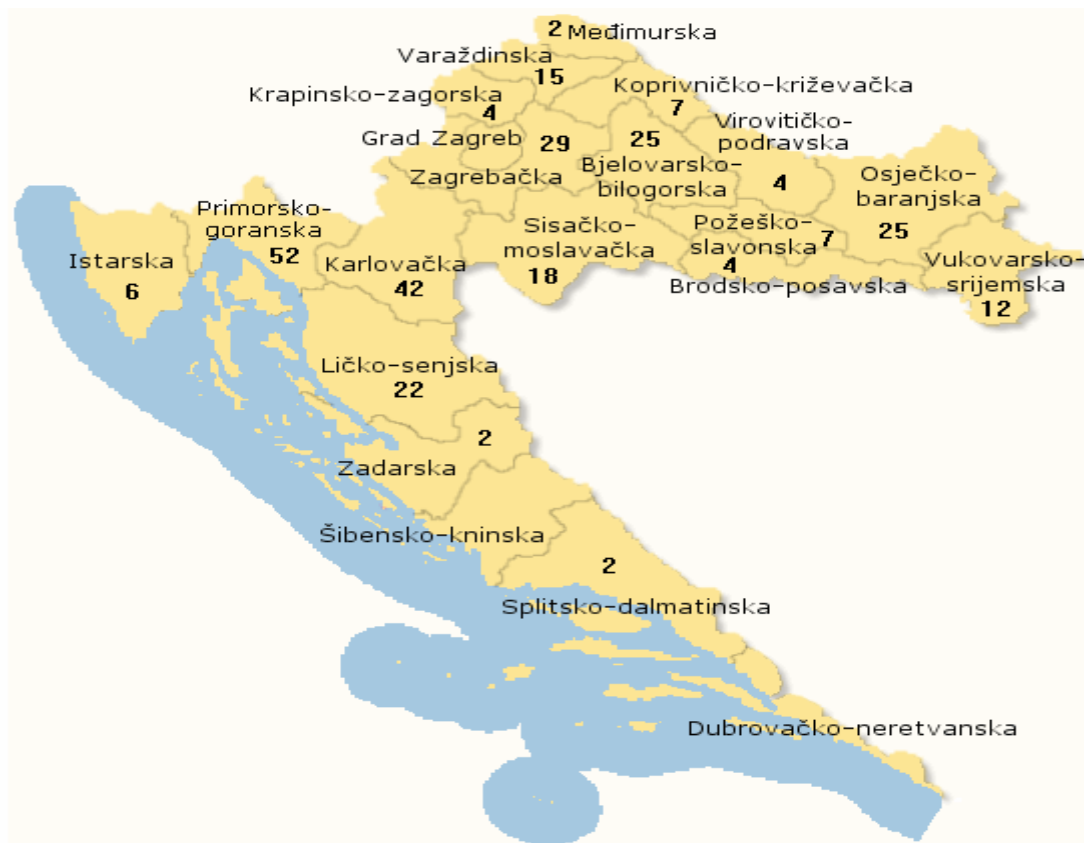 2 Međimurska
Varaždinska
15
Krapinsko-zagorska
4
Koprivničko-križevačka
7
Grad Zagreb
29
25
Virovitičko-
podravska
4
Zagrebačka
Bjelovarsko-
bilogorska
Osječko-
baranjska
25
Primorsko-
goranska
52
Istarska
6
Karlovačka
42
Sisačko-
moslavačka
18
Požeško-
slavonska
7
4
Brodsko-posavska
Vukovarsko-
srijemska
12
Ličko-senjska
22
2
Zadarska
Šibensko-kninska
2
Splitsko-dalmatinska
Dubrovačko-neretvanska